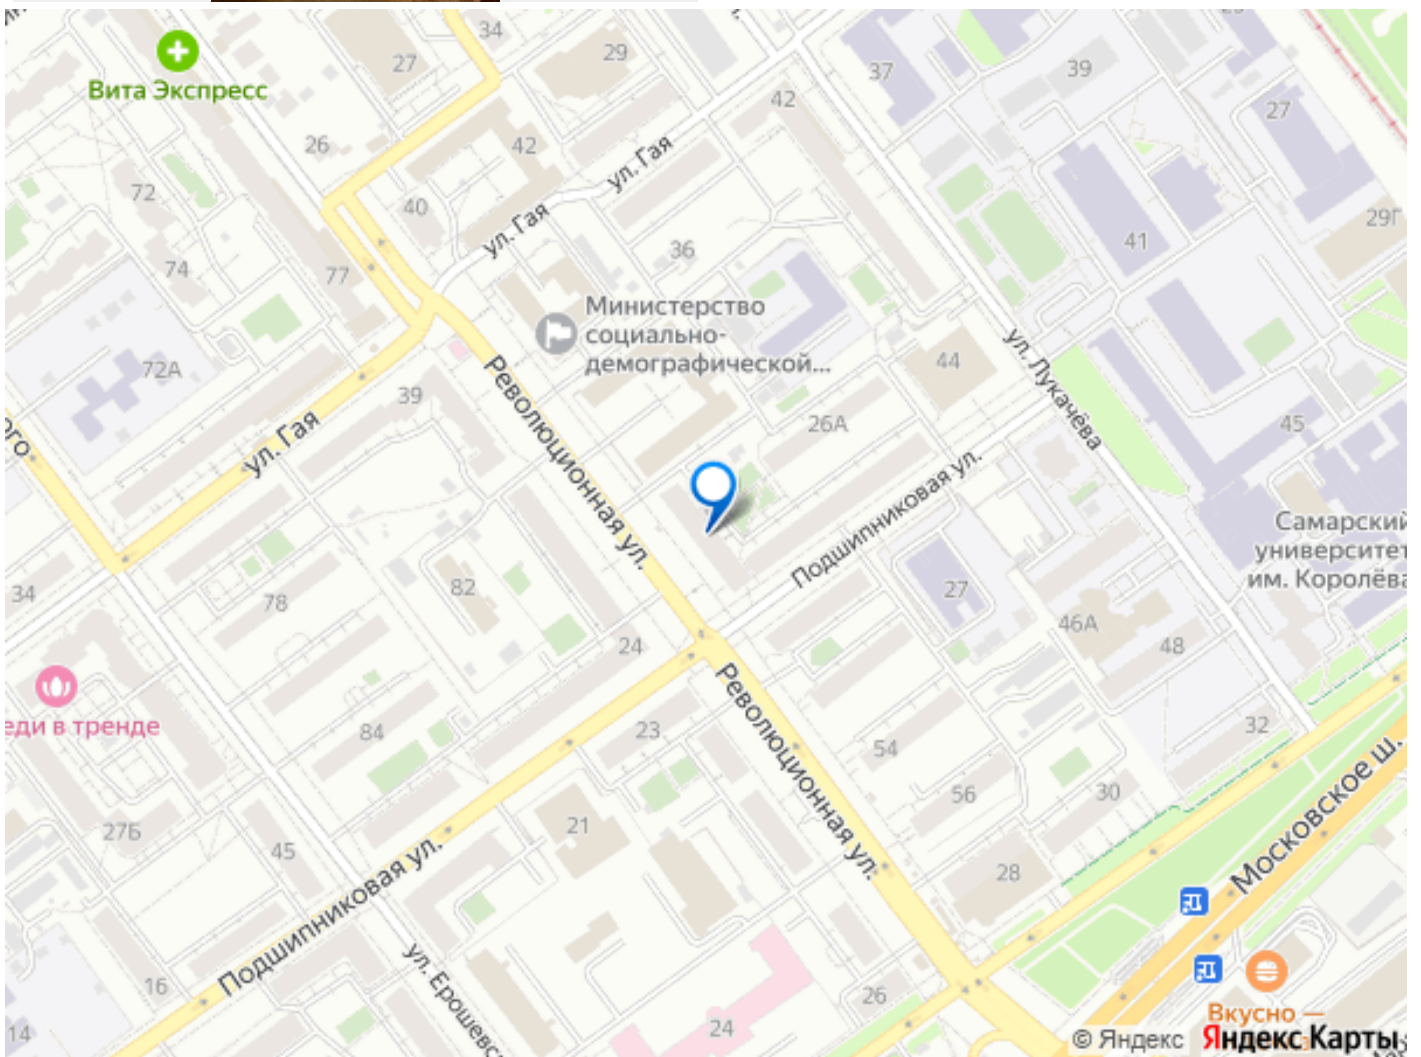 34
27
29
37
39
27
Вита Экспресс
42
26
42
ул. Гая
72
40
ул. Гая
29Г
41
36
74
77
Министерство
социально-
демографической...
44
ул. Лукачёва
72А
39
Революционная ул.
26А
45
ул. Гая
Подшипниковая ул.
Самарский
университет
им. Королёва
34
78
82
27
46А
24
48
еди в тренде
84
23
Революционная ул.
54
32
Московское ш.
56
30
27Б
45
21
28
Подшипниковая ул.
16
ул. Ерошевс
26
24
14
Вкусно —
© Яндекс Яндекс Карты